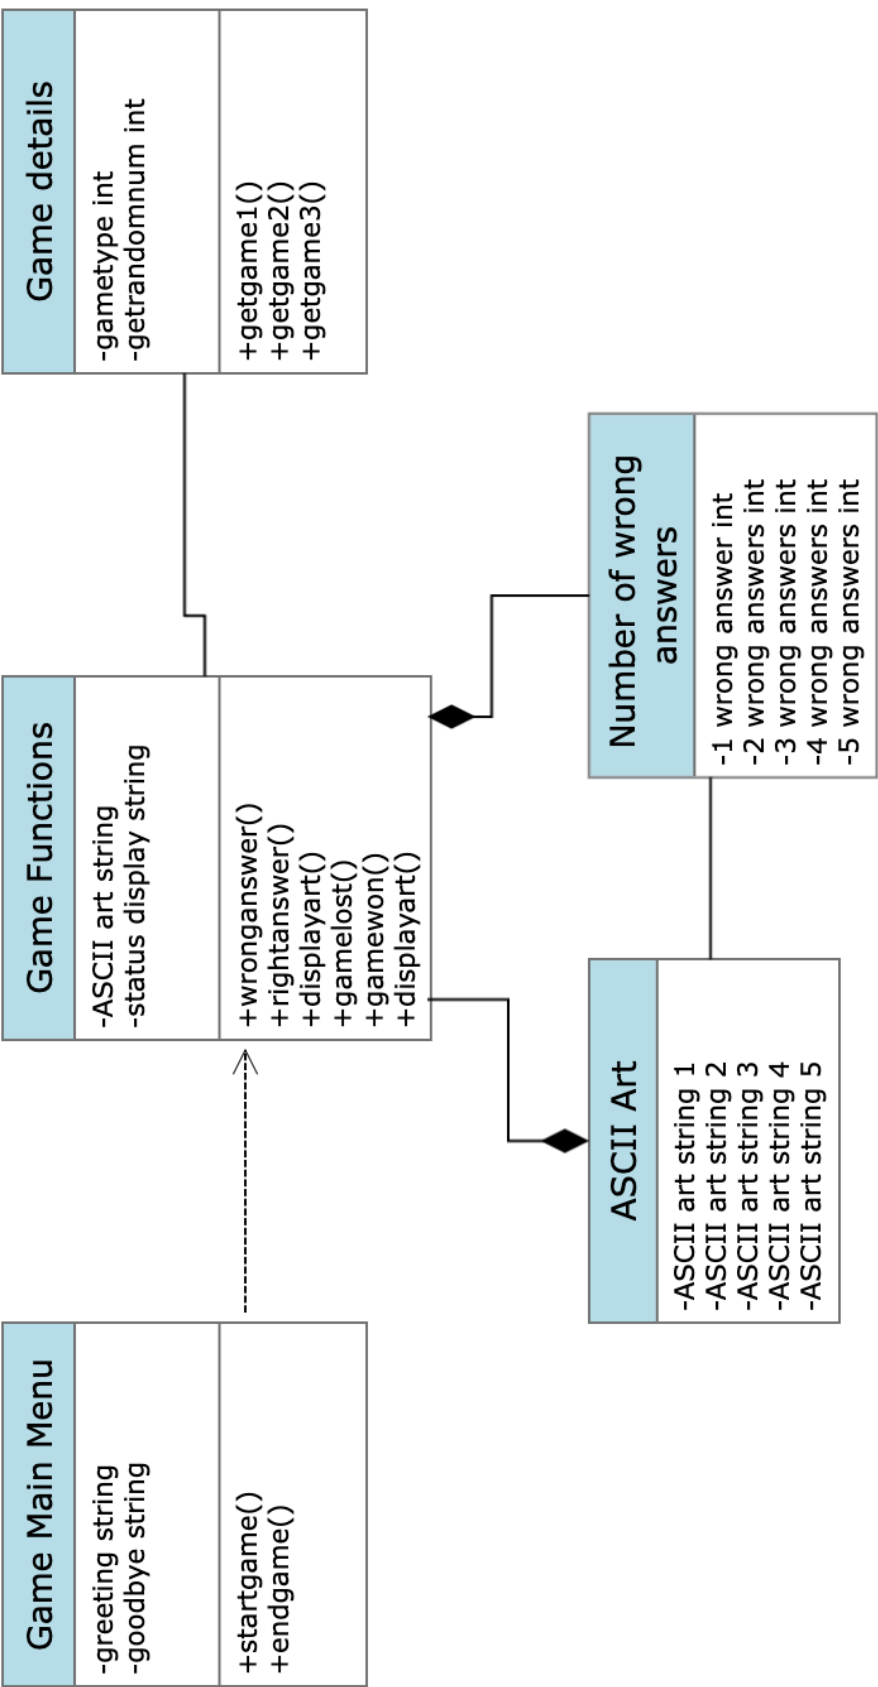 Game Main Menu
-greeting string
-goodbye string
+startgame()
+endgame()
Game Functions
-ASCII art string
-status display string
+wronganswer()
+rightanswer()
+displayart()
+gamelost()
+gamewon()
+displayart()
Game details
-gametype int
-getrandomnum int
+getgame1()
+getgame2()
+getgame3()
ASCII Art
-ASCII art string 1
-ASCII art string 2
-ASCII art string 3
-ASCII art string 4
-ASCII art string 5
Number of wrong
answers
-1 wrong answer int
-2 wrong answers int
-3 wrong answers int
-4 wrong answers int
-5 wrong answers int